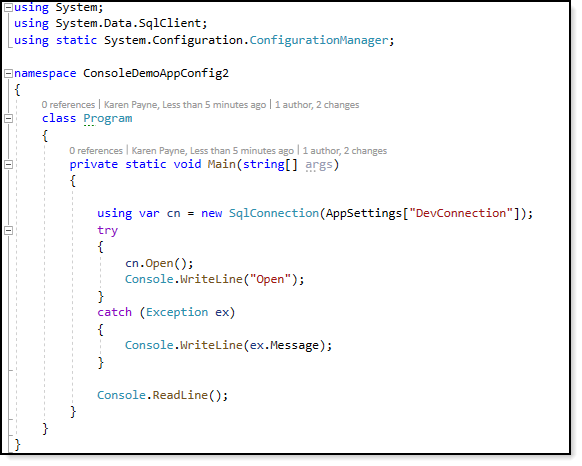 using System;
using System.Data.SqlClient;
using static System.Configuration.ConfigurationManager;
namespace ConsoleDemoAppConfig2
{
0 references | Karen Payne, Less than 5 minutes ago | 1 author, 2 changes
class Program
{
0 references | Karen Payne, Less than 5 minutes ago | 1 author, 2 changes
private static void Main(string[] args)
{
using var cn = new SqlConnection(AppSettings["DevConnection"]);
try
{
cn.Open();
Console.WriteLine("Open");
}
catch (Exception ex)
{
Console.WriteLine(ex.Message);
}
Console.ReadLine();
}
}
}